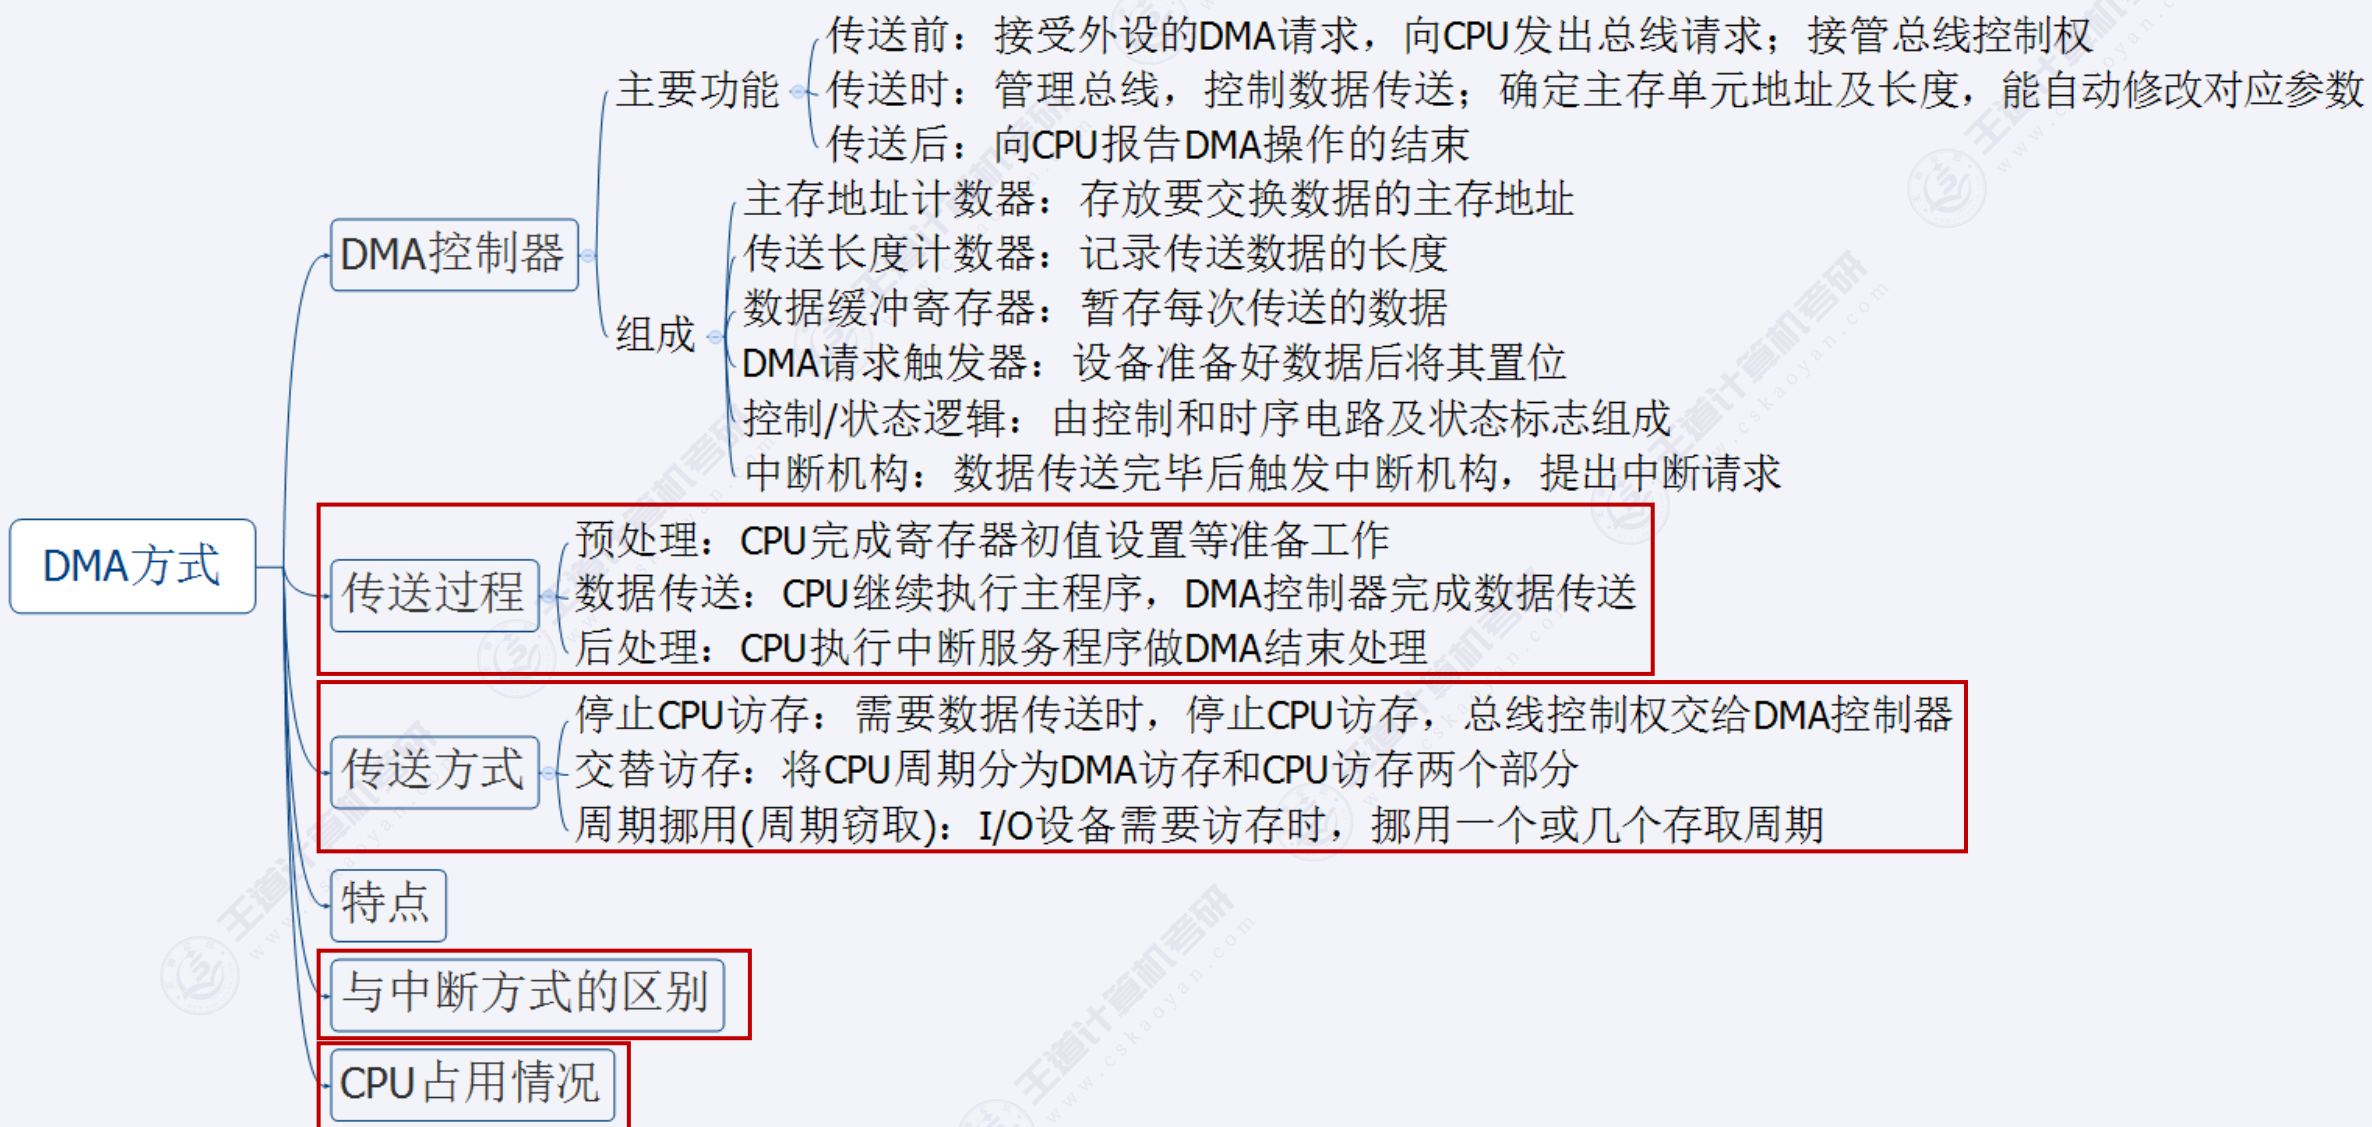 传送前：接受外设的DMA请求，向CPU发出总线请求；接管总线控制权
主要功能
传送时：管理总线，控制数据传送；确定主存单元地址及长度，能自动修改对应参数
传送后：向CPU报告DMA操作的结束
DMA控制器
主存地址计数器：存放要交换数据的主存地址
传送长度计数器：记录传送数据的长度
数据缓冲寄存器：暂存每次传送的数据
组成
DMA请求触发器：设备准备好数据后将其置位
控制/状态逻辑：由控制和时序电路及状态标志组成
中断机构：数据传送完毕后触发中断机构，提出中断请求
DMA方式
传送过程
预处理：CPU完成寄存器初值设置等准备工作
数据传送：CPU继续执行主程序，DMA控制器完成数据传送
后处理：CPU执行中断服务程序做DMA结束处理
传送方式
停止CPU访存：需要数据传送时，停止CPU访存，总线控制权交给DMA控制器
交替访存：将CPU周期分为DMA访存和CPU访存两个部分
周期挪用(周期窃取)：I/O设备需要访存时，挪用一个或几个存取周期
特点
与中断方式的区别
CPU占用情况
王道计算机考研
www.cskaoyan.com